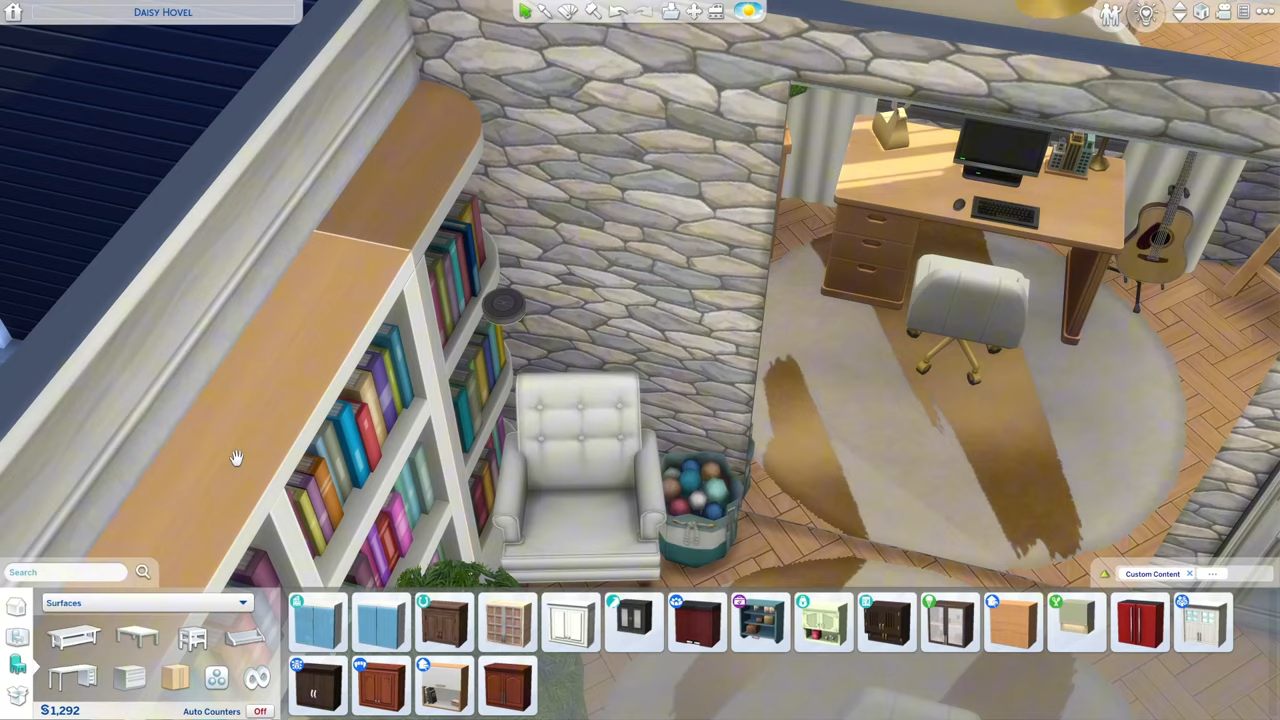 DAISY HOVEL
Search
Custom Content
Surfaces
§1,292
Auto Counters
Off